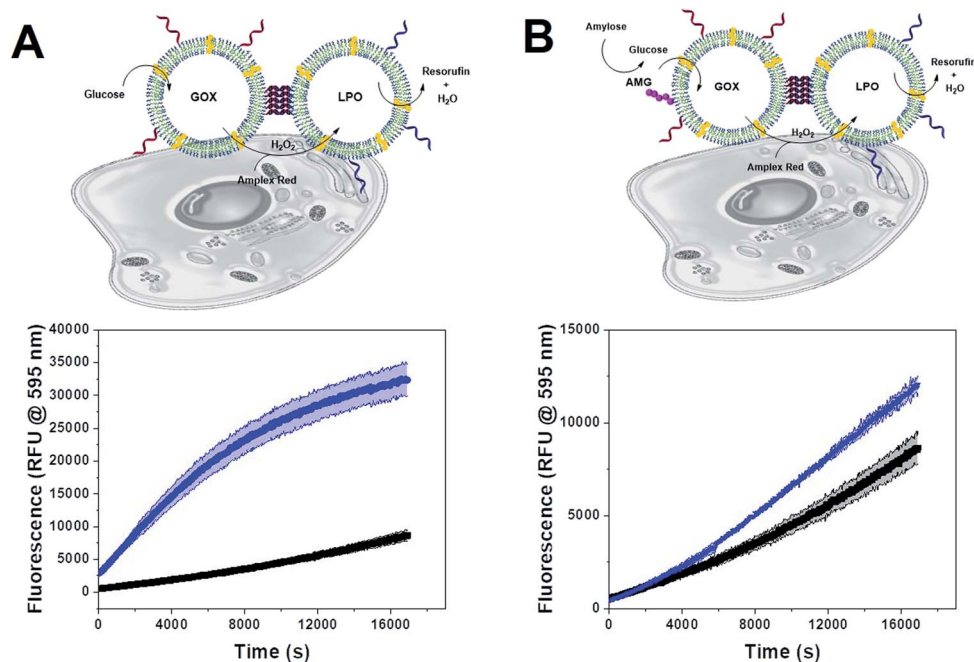 A
Glucose
GOX
LPO
Resorufin
+
H₂O
H₂O₂
Amplex Red
B
Amylose
Glucose
AMG
GOX
LPO
Resorufin
+
H₂O
H₂O₂
Amplex Red
Fluorescence (RFU @ 595 nm)
40000
35000
30000
25000
20000
15000
10000
5000
0
0 4000 8000 12000 16000
Time (s)
Fluorescence (RFU @ 595 nm)
15000
10000
5000
0
0 4000 8000 12000 16000
Time (s)